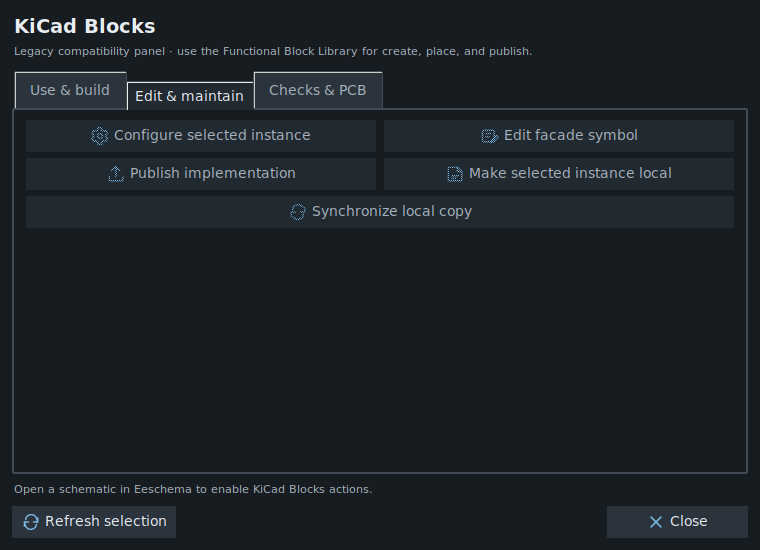 KiCad Blocks
Legacy compatibility panel · use the Functional Block Library for create, place, and publish.
Use & build
Edit & maintain
Checks & PCB
Configure selected instance
Edit facade symbol
Publish implementation
Make selected instance local
Synchronize local copy
Open a schematic in Eeschema to enable KiCad Blocks actions.
Refresh selection
Close